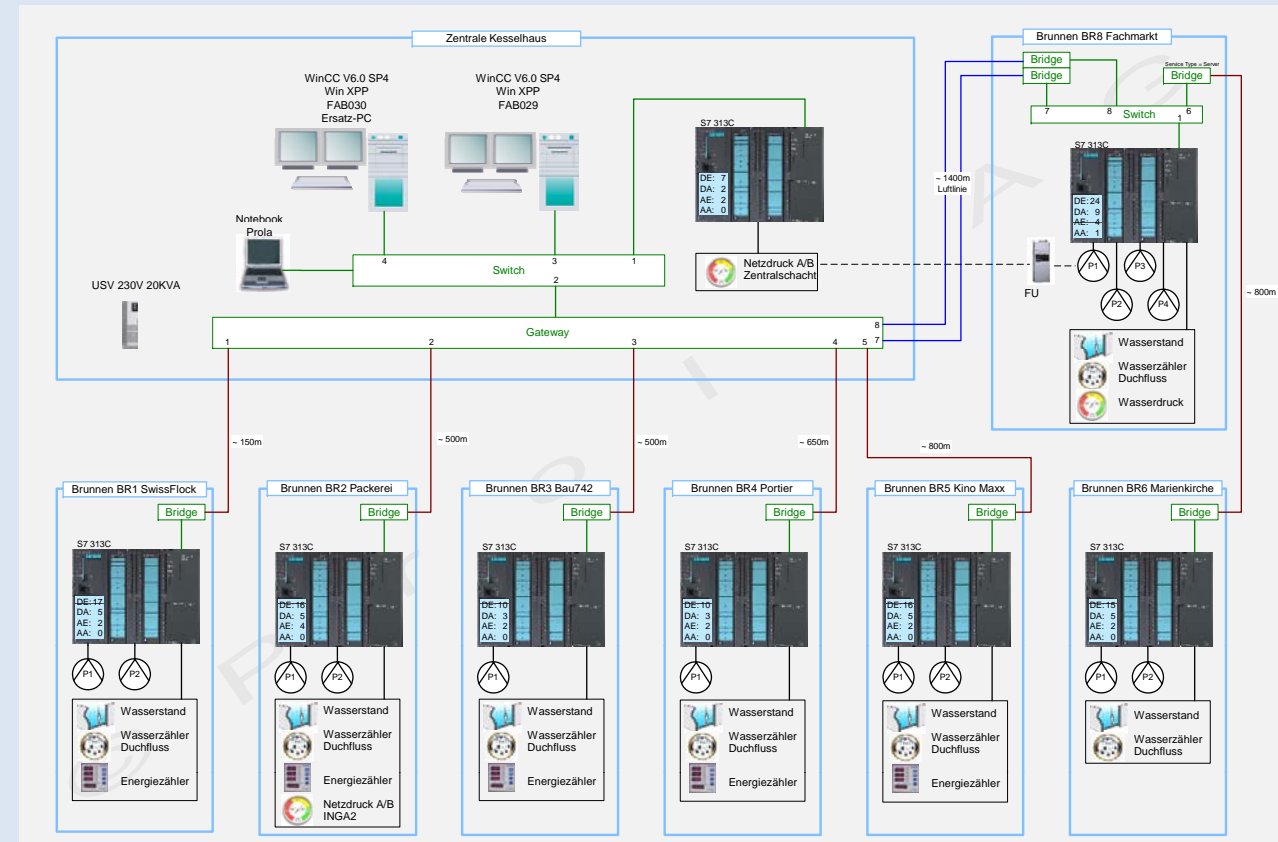 Zentrale Kesselhaus
WinCC V6.0 SP4
Win XPP
FAB030
Ersatz-PC
WinCC V6.0 SP4
Win XPP
FAB029
S7 313C
DE: 7
DA: 2
AE: 2
AA: 0
Netzdruck A/B
Zentralschacht
Notebook
Prola
USV 230V 20KVA
4
3
1
Switch
2
Gateway
8
7
1
2
3
4
5
~ 1400m
Luftlinie
Brunnen BR8 Fachmarkt
Bridge
Bridge
Service Type = Server
Bridge
7
8
6
Switch
1
S7 313C
DE: 24
DA: 9
AE: 4
AA: 1
FU
P1
P3
P2
P4
Wasserstand
Wasserzähler
Duchfluss
Wasserdruck
~ 800m
~ 150m
~ 500m
~ 500m
~ 650m
~ 800m
Brunnen BR1 SwissFlock
Bridge
S7 313C
DE: 17
DA: 5
AE: 2
AA: 0
P1
P2
Wasserstand
Wasserzähler
Duchfluss
Energiezähler
Brunnen BR2 Packerei
Bridge
S7 313C
DE: 16
DA: 5
AE: 4
AA: 0
P1
P2
Wasserstand
Wasserzähler
Duchfluss
Energiezähler
Netzdruck A/B
INGA2
Brunnen BR3 Bau742
Bridge
S7 313C
DE: 10
DA: 3
AE: 2
AA: 0
P1
Wasserstand
Wasserzähler
Duchfluss
Energiezähler
Brunnen BR4 Portier
Bridge
S7 313C
DE: 10
DA: 3
AE: 2
AA: 0
P1
Wasserstand
Wasserzähler
Duchfluss
Energiezähler
Brunnen BR5 Kino Maxx
Bridge
S7 313C
DE: 16
DA: 5
AE: 2
AA: 0
P1
P2
Wasserstand
Wasserzähler
Duchfluss
Energiezähler
Brunnen BR6 Marienkirche
Bridge
S7 313C
DE: 15
DA: 5
AE: 2
AA: 0
P1
P2
Wasserstand
Wasserzähler
Duchfluss